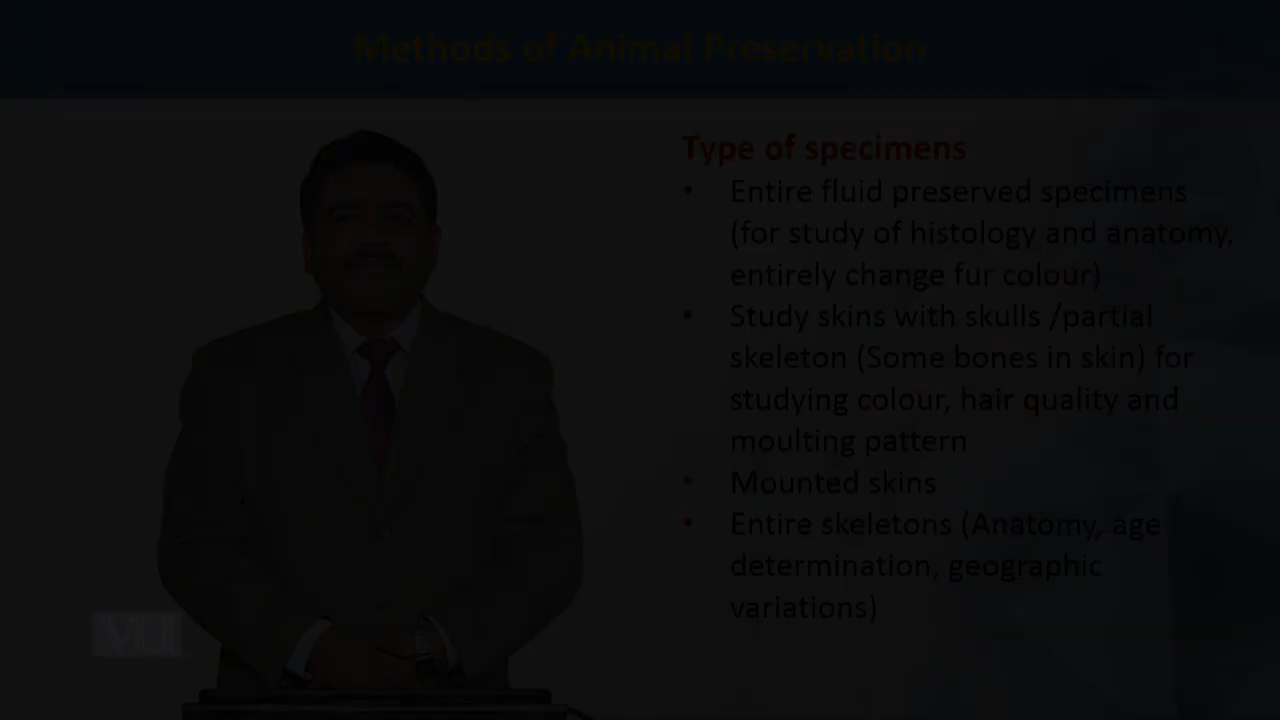 Methods of Animal Preservation
Type of specimens
• Entire fluid preserved specimens
(for study of histology and anatomy,
entirely change fur colour)
• Study skins with skulls /partial
skeleton (Some bones in skin) for
studying colour, hair quality and
moulting pattern
• Mounted skins
• Entire skeletons (Anatomy, age
determination, geographic
variations)
VU